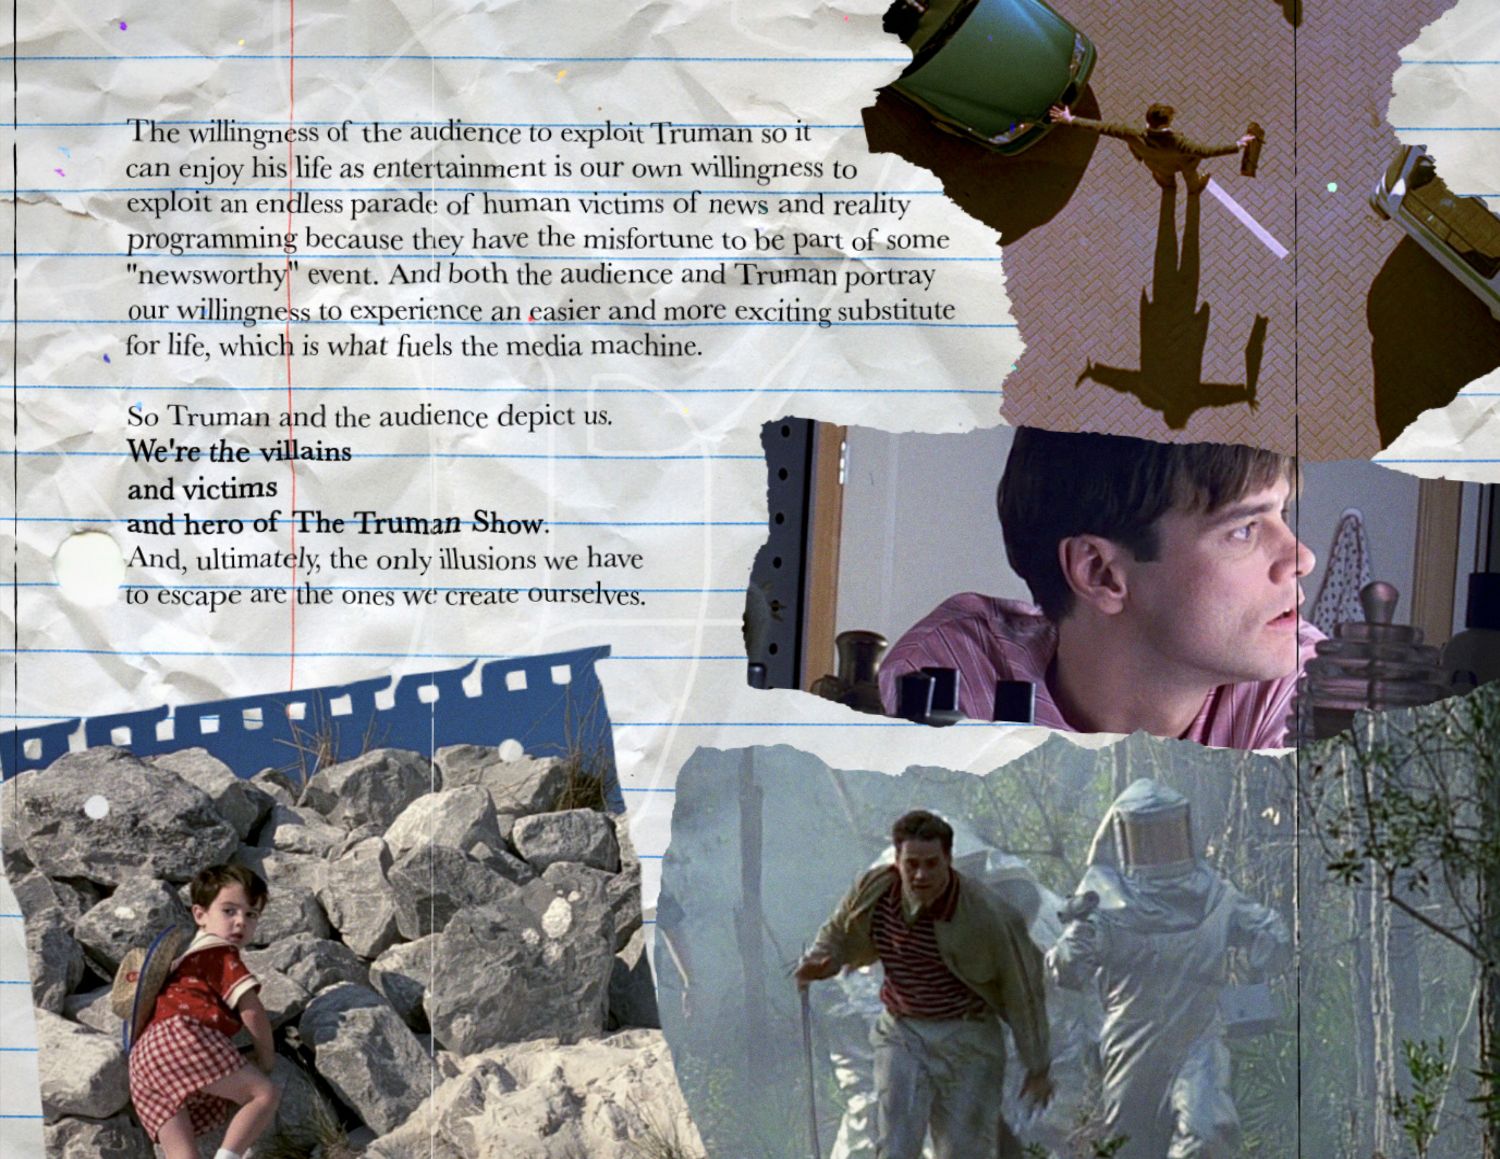 The willingness of the audience to exploit Truman so it
can enjoy his life as entertainment is our own willingness to
exploit an endless parade of human victims of news and reality
programming because they have the misfortune to be part of some
"newsworthy" event. And both the audience and Truman portray
our willingness to experience an easier and more exciting substitute
for life, which is what fuels the media machine.
So Truman and the audience depict us.
We're the villains
and victims
and hero of The Truman Show.
And, ultimately, the only illusions we have
to escape are the ones we create ourselves.